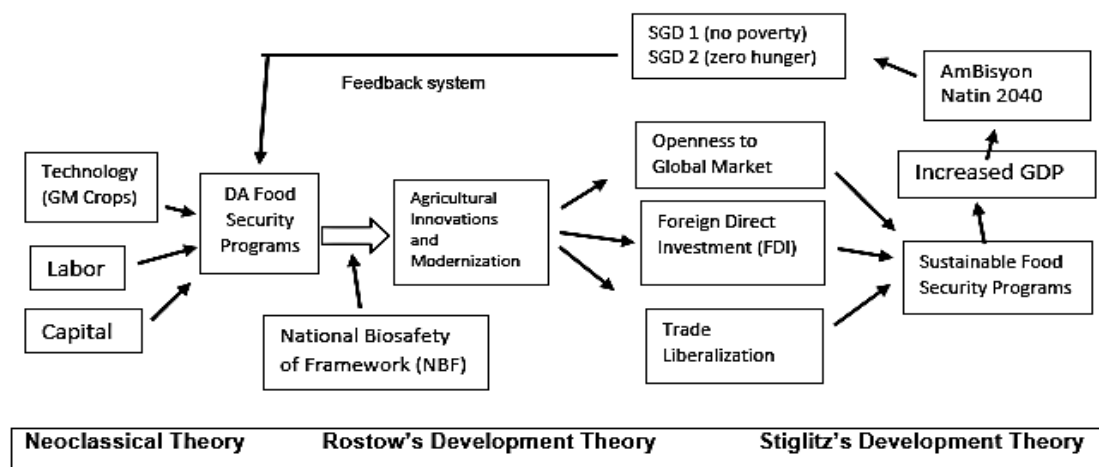 SGD 1 (no poverty)
SGD 2 (zero hunger)
AmBisyon
Natin 2040
Feedback system
Openness to
Global Market
Technology
(GM Crops)
DA Food
Security
Programs
Agricultural
Innovations
and
Modernization
Increased GDP
Foreign Direct
Investment (FDI)
Labor
Sustainable Food
Security Programs
Capital
National Biosafety
of Framework (NBF)
Trade
Liberalization
Neoclassical Theory Rostow's Development Theory Stiglitz's Development Theory